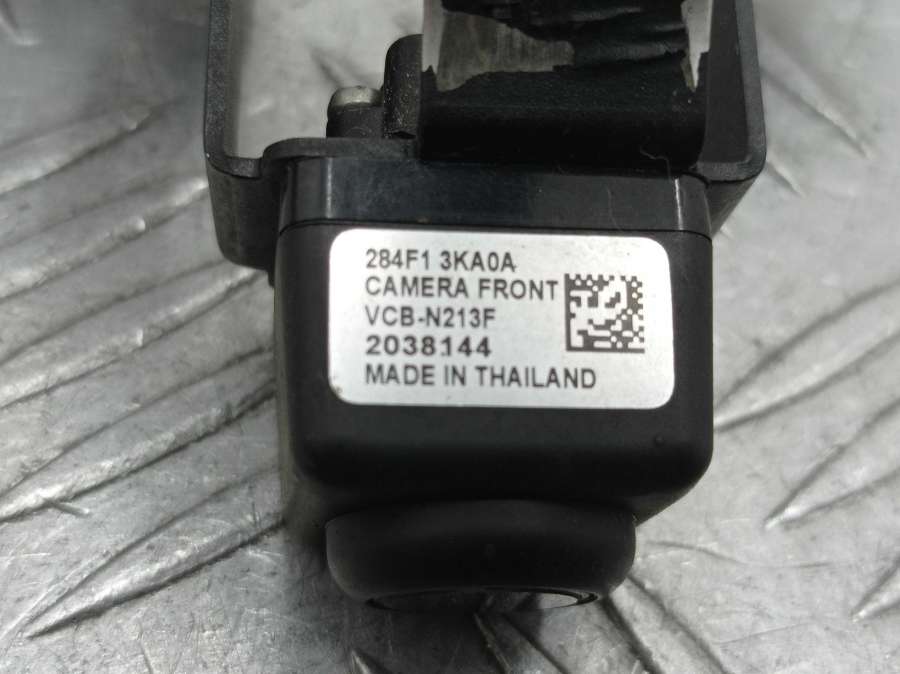 284F1 3KA0A
CAMERA FRONT
VCB-N213F
2038144
MADE IN THAILAND